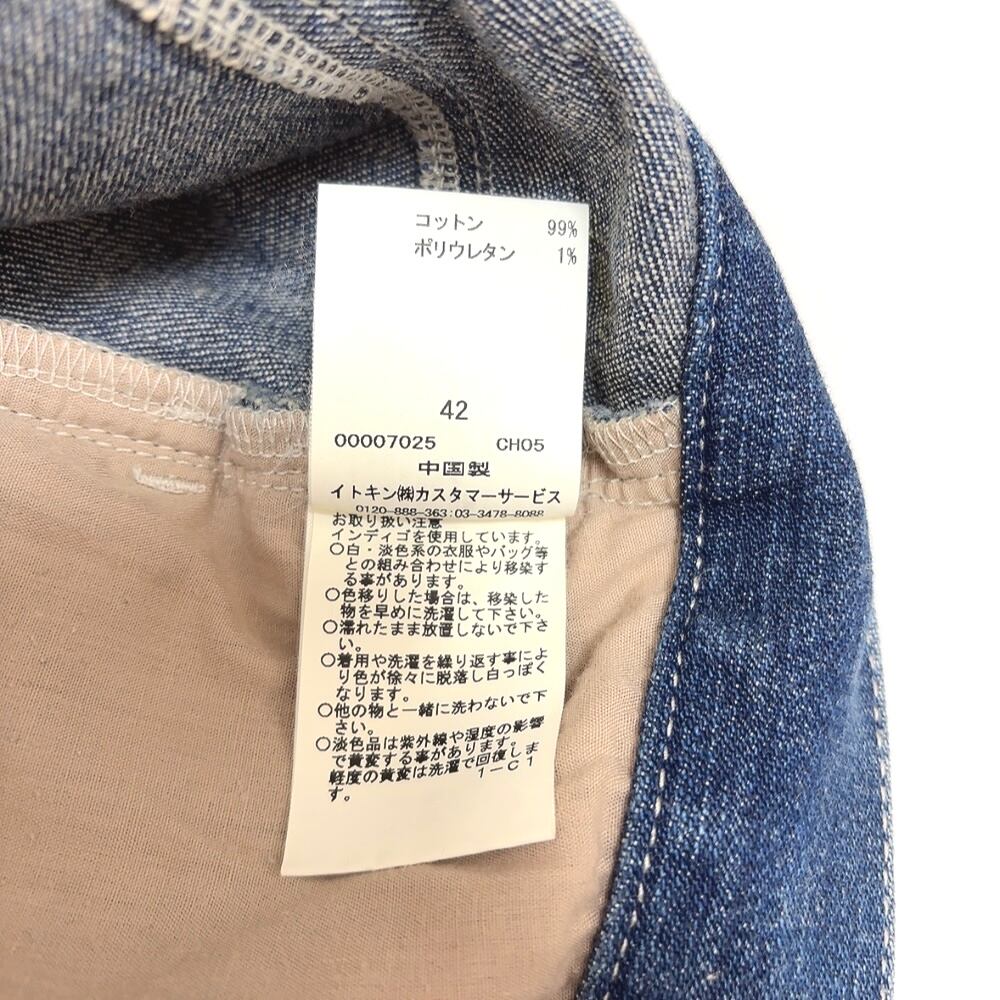 コットン 99%
ポリウレタン 1%
42
00007025 CH05
中国製
イトキン㈱カスタマーサービス
0120-888-363:03-3478-8088
お取り扱い注意
インディゴを使用しています。
○白・淡色系の衣服やバッグ等
との組み合わせにより移染す
る事があります。
○色移りした場合は、移染した
物を早めに洗濯して下さい。
○濡れたまま放置しないで下さ
い。
○着用や洗濯を繰り返す事によ
り色が徐々に脱落し白っぽく
なります。
○他の物と一緒に洗わないで下
さい。
○淡色品は紫外線や湿度の影響
で黄変する事があります。
軽度の黄変は洗濯で回復しま
す。
1-C1